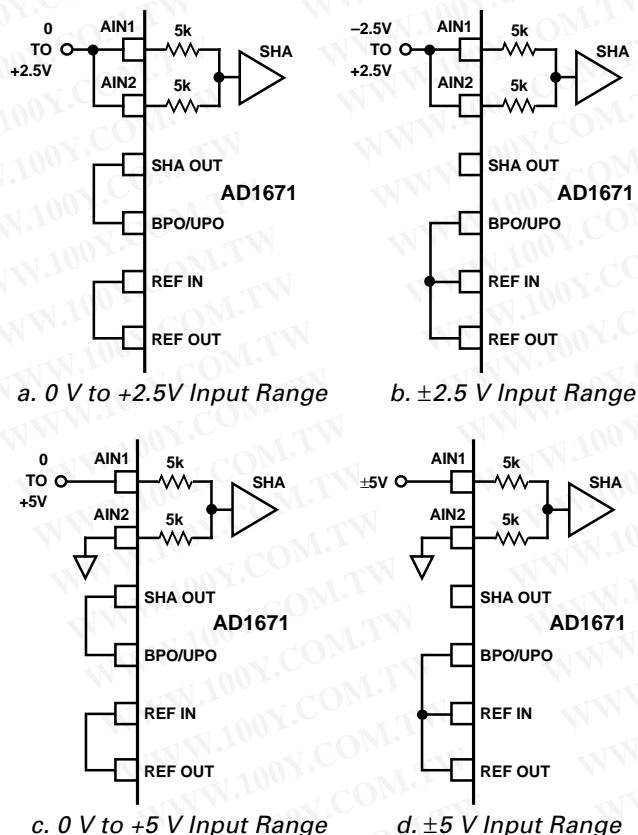 0
TO
+2.5V
AIN1
5k
SHA
AIN2
5k
SHA OUT
AD1671
BPO/UPO
REF IN
REF OUT
a. 0 V to +2.5V Input Range
–2.5V
TO
+2.5V
AIN1
5k
SHA
AIN2
5k
SHA OUT
AD1671
BPO/UPO
REF IN
REF OUT
b. ±2.5 V Input Range
0
TO
+5V
AIN1
5k
SHA
AIN2
5k
SHA OUT
AD1671
BPO/UPO
REF IN
REF OUT
c. 0 V to +5 V Input Range
±5V
AIN1
5k
SHA
AIN2
5k
SHA OUT
AD1671
BPO/UPO
REF IN
REF OUT
d. ±5 V Input Range
WWW.100Y.COM.TW